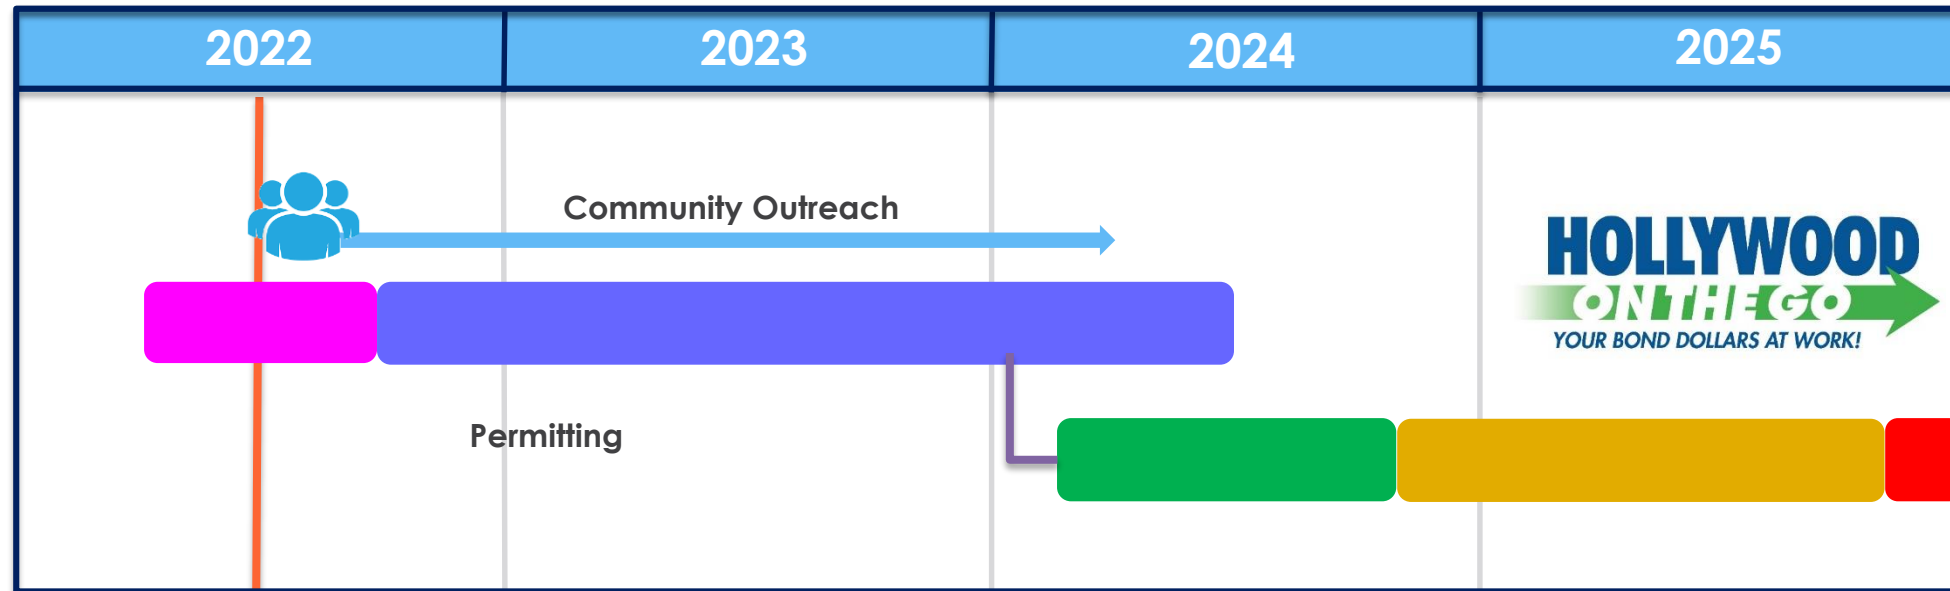 2022 2023 2024 2025
Community Outreach
HOLLYWOOD
ON THE GO
YOUR BOND DOLLARS AT WORK!
Permitting